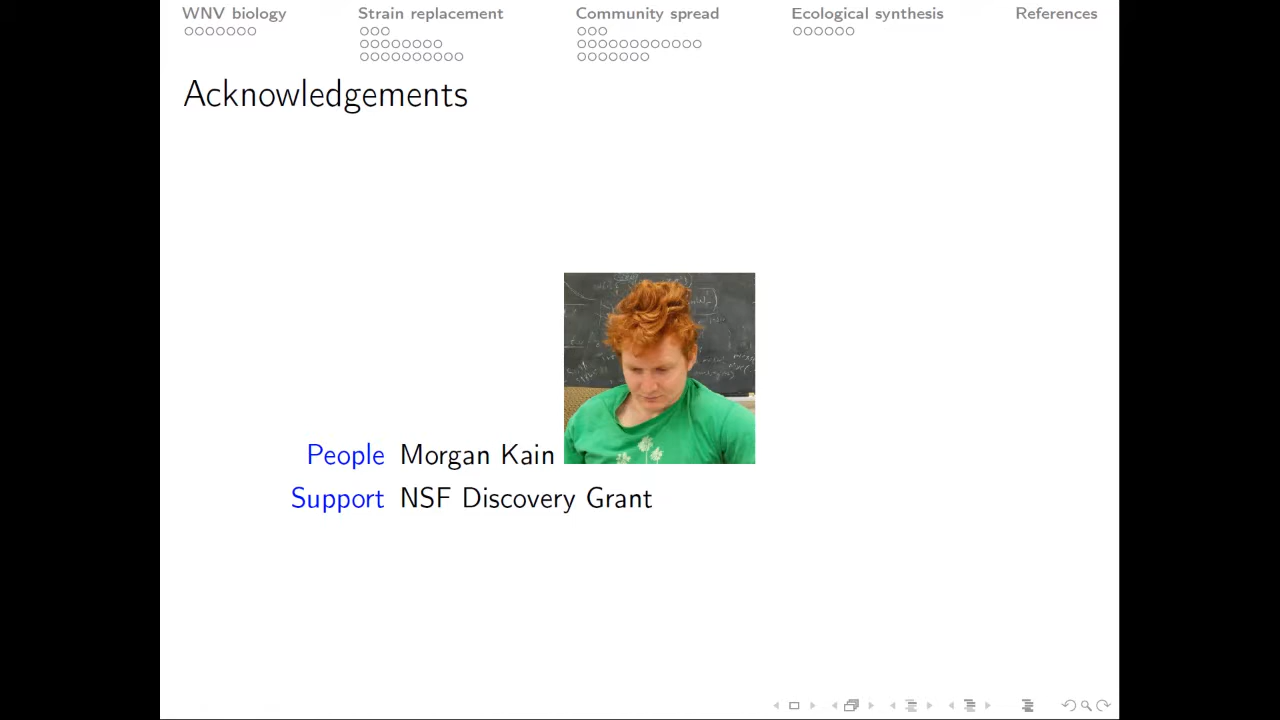 WNV biology Strain replacement Community spread Ecological synthesis References
Acknowledgements
People Morgan Kain
Support NSF Discovery Grant